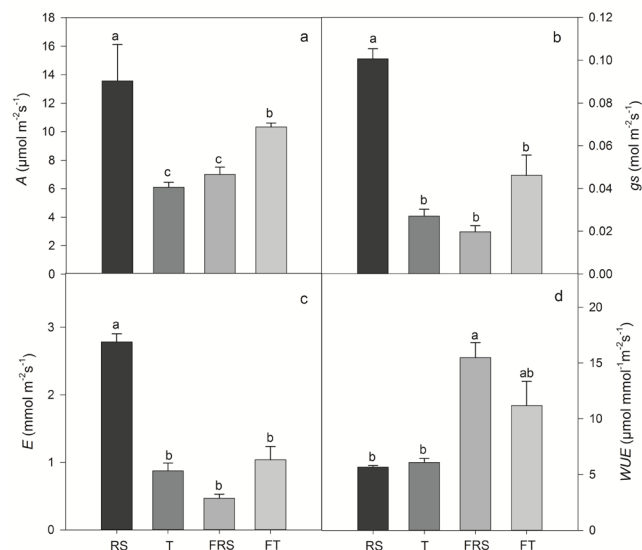 18
16
14
12
10
8
6
4
2
0
A (μmol m⁻²s⁻¹)
a
c
c
b
a
0.12
0.10
0.08
0.06
0.04
0.02
0.00
gs (mol m⁻²s⁻¹)
a
b
b
b
b
3
2
1
0
E (mmol m⁻²s⁻¹)
a
b
b
b
c
RS T FRS FT
20
15
10
5
0
WUE (μmol mmol⁻¹m⁻²s⁻¹)
b
b
a
ab
d
RS T FRS FT